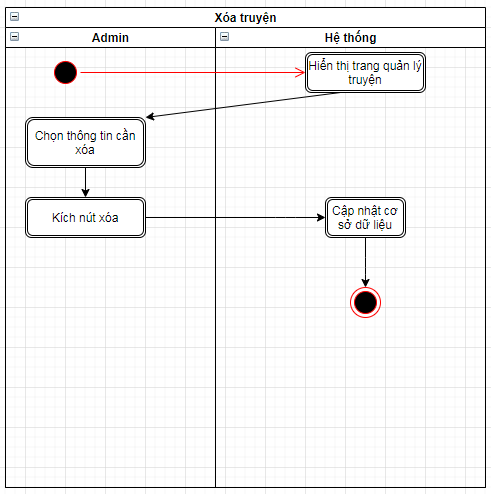 Xóa truyện
Admin
Hệ thống
Hiển thị trang quản lý
truyện
Chọn thông tin cần
xóa
Kích nút xóa
Cập nhật cơ
sở dữ liệu